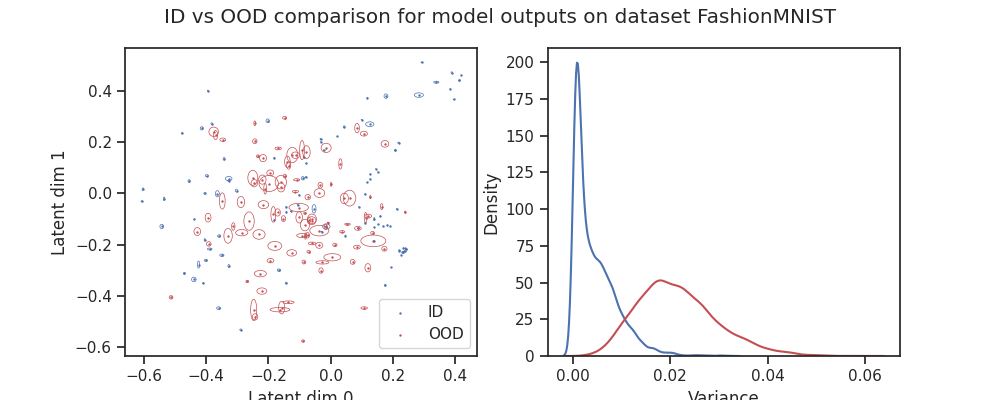 ID vs OOD comparison for model outputs on dataset FashionMNIST
Latent dim 1
0.4
0.2
0.0
−0.2
−0.4
−0.6
−0.6 −0.4 −0.2 0.0 0.2 0.4
Latent dim 0
ID
OOD
Density
200
175
150
125
100
75
50
25
0
0.00 0.02 0.04 0.06
Variance